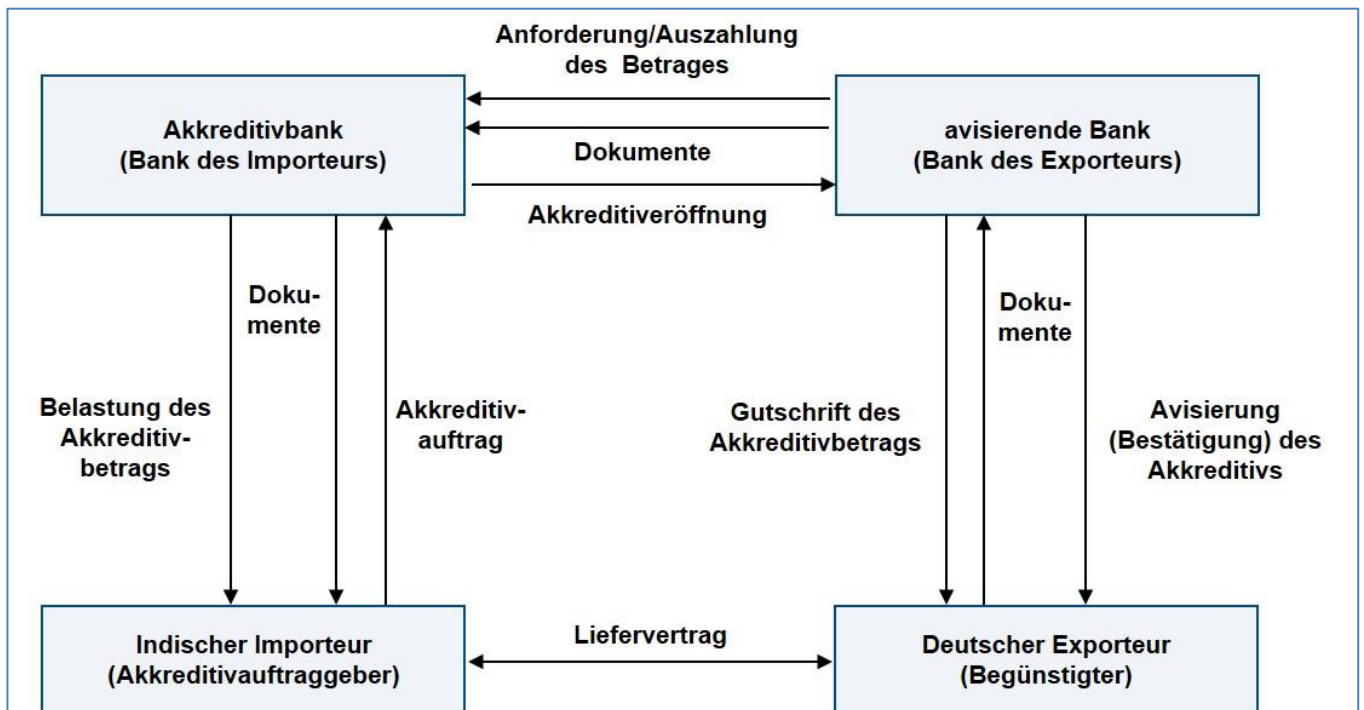 Anforderung/Auszahlung
des Betrages
Akkreditivbank
(Bank des Importeurs)
avisierende Bank
(Bank des Exporteurs)
Dokumente
Akkreditiveröffnung
Doku-
mente
Doku-
mente
Belastung des
Akkreditiv-
betrags
Akkreditiv-
auftrag
Gutschrift des
Akkreditivbetrags
Avisierung
(Bestätigung) des
Akkreditivs
Indischer Importeur
(Akkreditivauftraggeber)
Liefervertrag
Deutscher Exporteur
(Begünstigter)